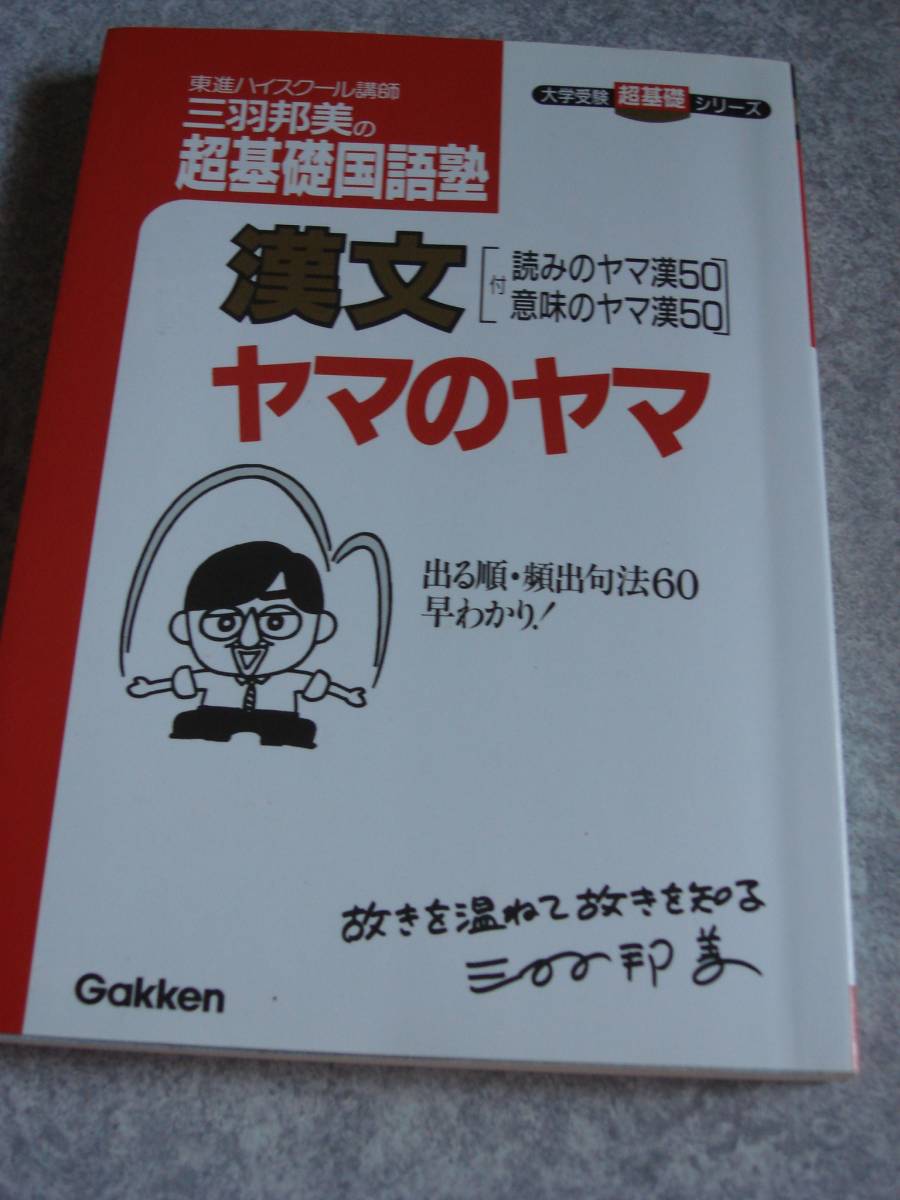 東進ハイスクール講師
三羽邦美の
超基礎国語塾
大学受験 超基礎 シリーズ
漢文
付
読みのヤマ漢50
意味のヤマ漢50
ヤマのヤマ
出る順・頻出句法60
早わかり!
故きを温ねて故きを知る
三羽邦美
Gakken